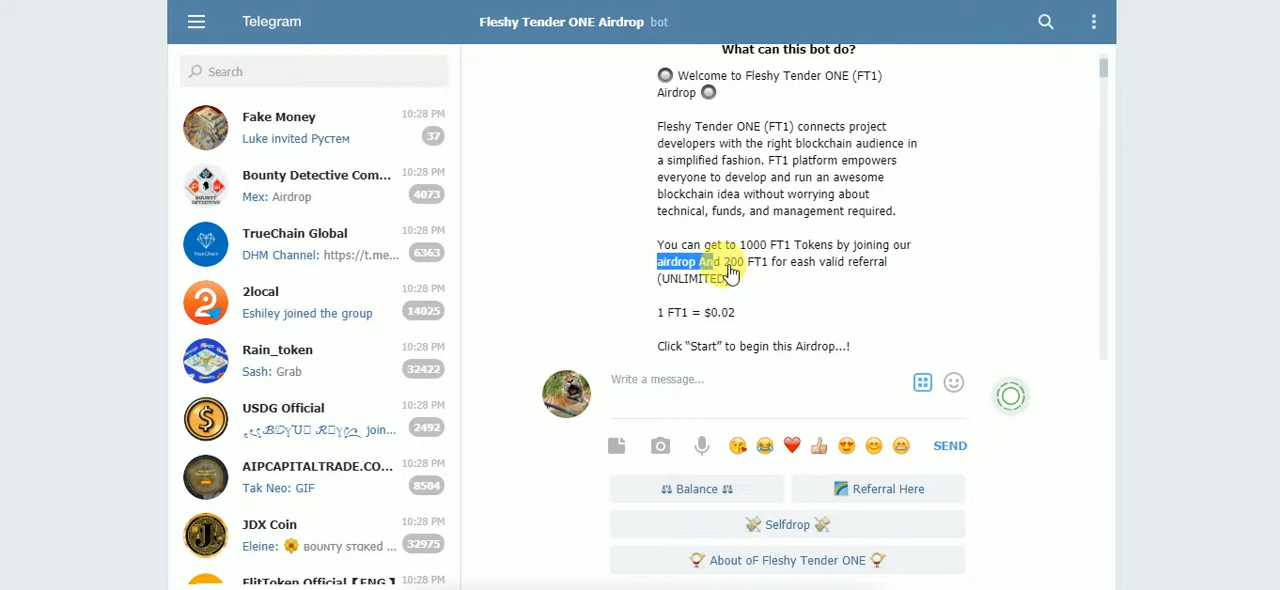 Telegram
Fleshy Tender ONE Airdrop bot
Search
Fake Money 10:28 PM
Luke invited Рустем 37
Bounty Detective Com... 10:28 PM
Mex: Airdrop 4073
BOUNTY
DETECTIVE
TrueChain Global 10:28 PM
DHM Channel: https://t.me... 6363
2local 10:28 PM
Eshiley joined the group 14025
Rain_token 10:28 PM
Sash: Grab 32422
USDG Official 10:28 PM
join... 2492
AIPCAPITALTRADE.CO... 10:28 PM
Tak Neo: GIF 8504
JDX Coin 10:28 PM
Eleine: 🌼 ʙᴏᴜɴᴛʏ sᴛᴀᴋᴇᴅ ... 32975
ElitToken Official【ENG】 10:28 PM
What can this bot do?
🔘 Welcome to Fleshy Tender ONE (FT1)
Airdrop 🔘
Fleshy Tender ONE (FT1) connects project
developers with the right blockchain audience in
a simplified fashion. FT1 platform empowers
everyone to develop and run an awesome
blockchain idea without worrying about
technical, funds, and management required.
You can get to 1000 FT1 Tokens by joining our
airdrop And 200 FT1 for eash valid referral
(UNLIMITED)
1 FT1 = $0.02
Click “Start” to begin this Airdrop...!
Write a message...
SEND
⚖ Balance ⚖
🌈 Referral Here
💸 Selfdrop 💸
🏆 About oF Fleshy Tender ONE 🏆